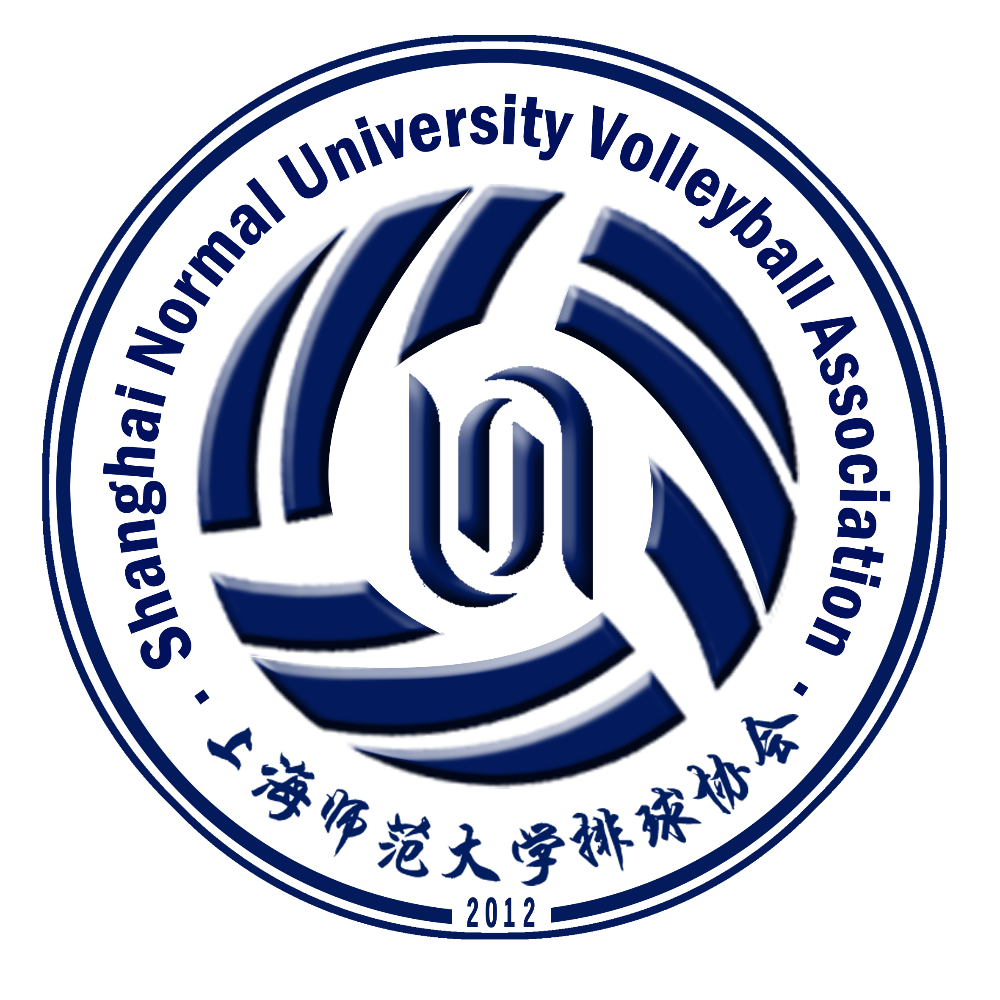 Shanghai Normal University Volleyball Association
上海师范大学排球协会
2012